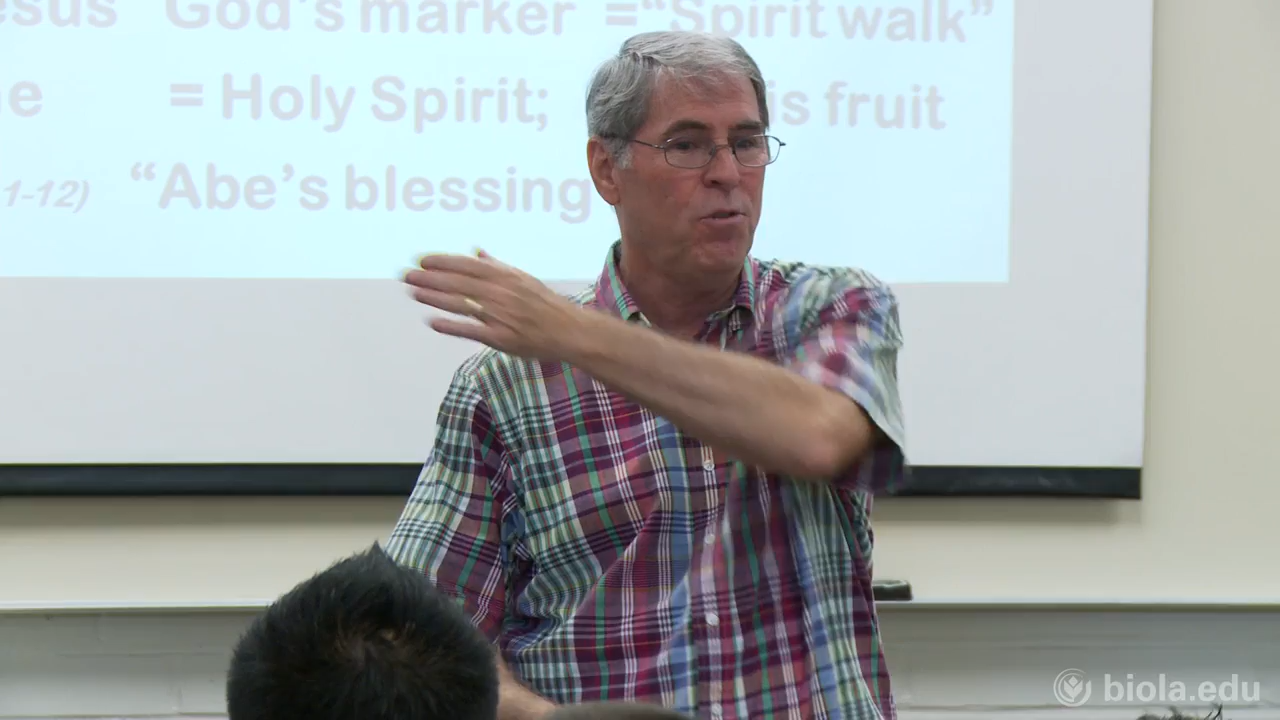 esus God's marker ="Spirit walk"
e = Holy Spirit; is fruit
1-12) "Abe's blessing
biola.edu